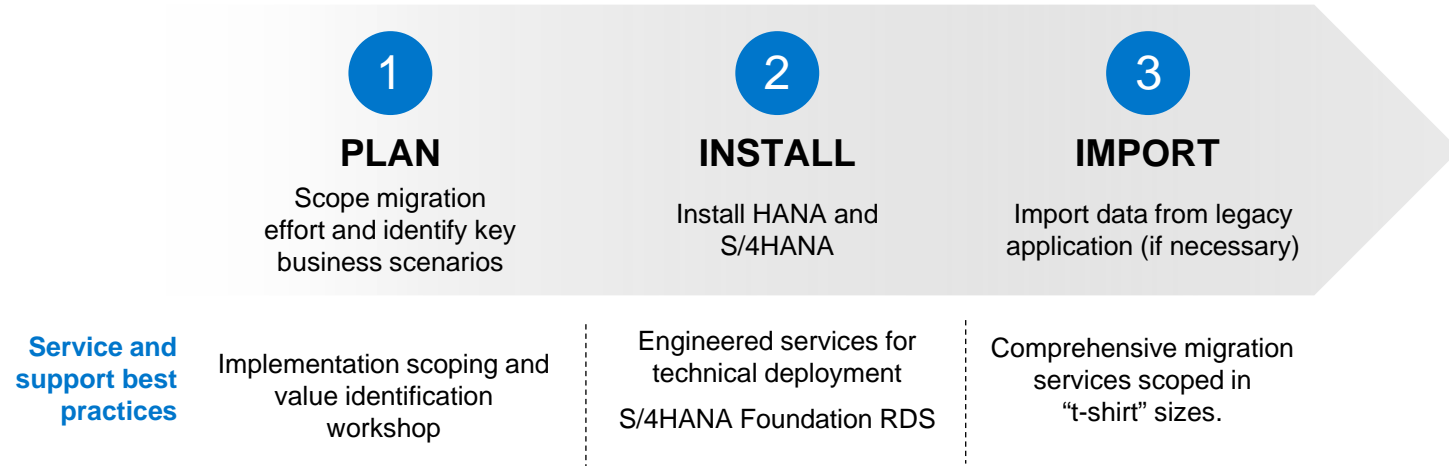 1
PLAN
Scope migration
effort and identify key
business scenarios
2
INSTALL
Install HANA and
S/4HANA
3
IMPORT
Import data from legacy
application (if necessary)
Service and
support best
practices
Implementation scoping and
value identification
workshop
Engineered services for
technical deployment
S/4HANA Foundation RDS
Comprehensive migration
services scoped in
“t-shirt” sizes.